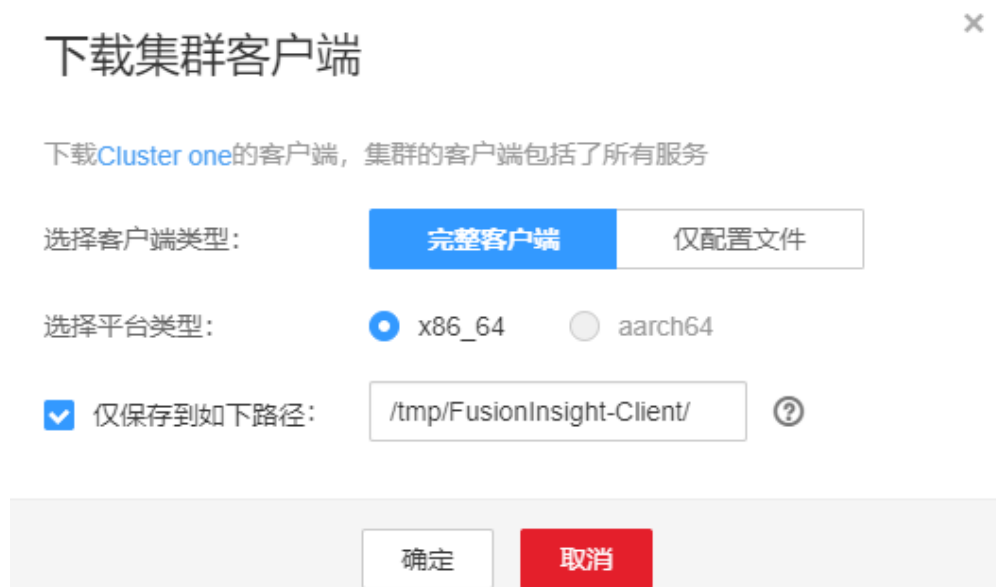 下载集群客户端
下载Cluster one的客户端，集群的客户端包括了所有服务
选择客户端类型： 完整客户端 仅配置文件
选择平台类型： x86_64 aarch64
仅保存到如下路径： /tmp/FusionInsight-Client/
确定 取消